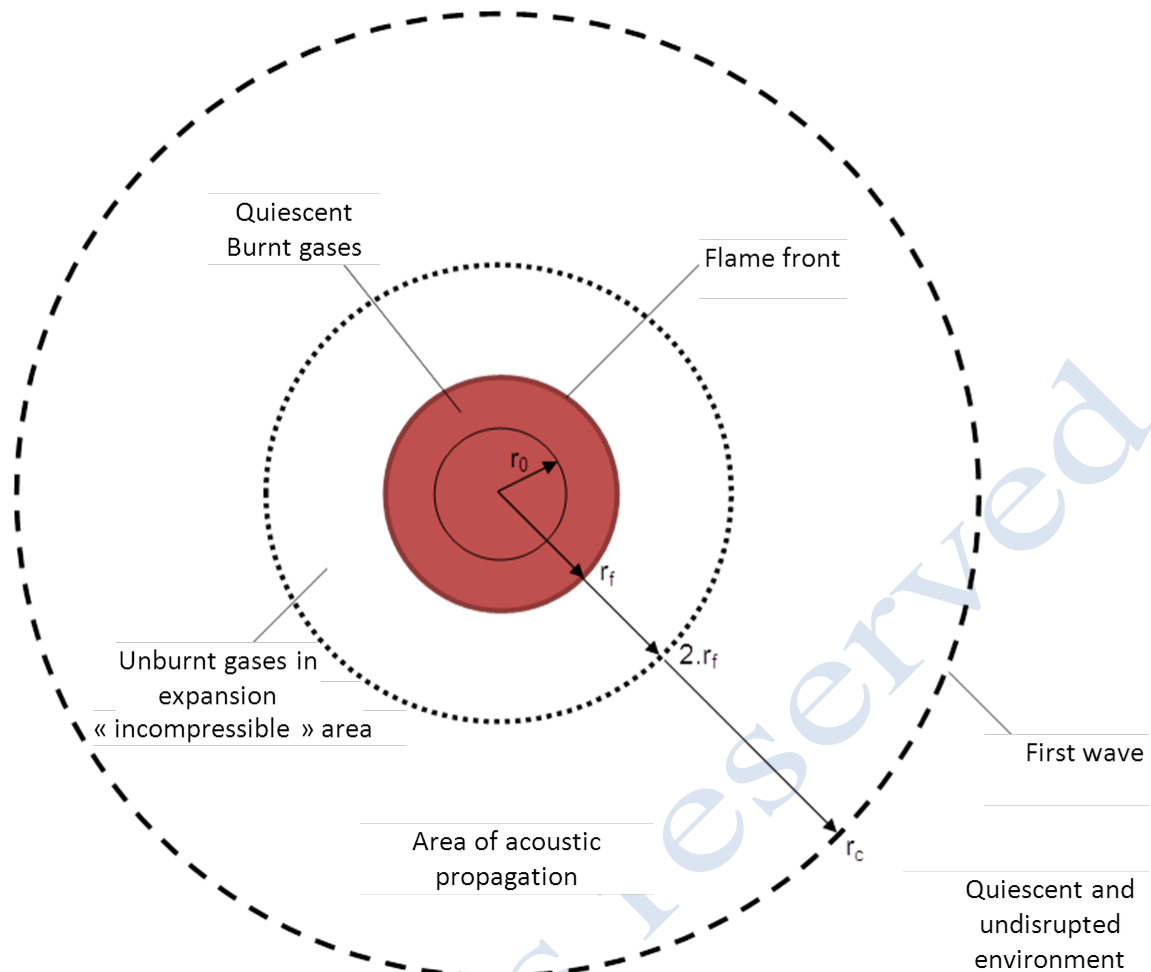 Quiescent
Burnt gases
Flame front
r0
rf
Unburnt gases in
expansion
« incompressible » area
2.rf
First wave
Area of acoustic
propagation
rc
Quiescent and
undisrupted
environment
s reserved